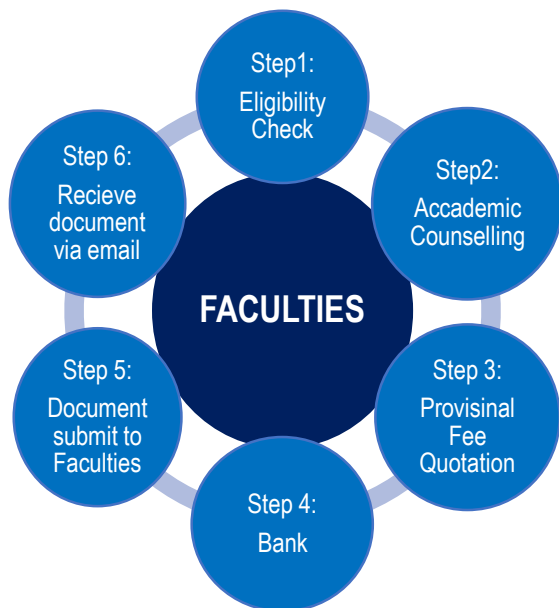 Step1:
Eligibility
Check
Step2:
Accademic
Counselling
Step 3:
Provisinal
Fee
Quotation
Step 4:
Bank
Step 5:
Document
submit to
Faculties
Step 6:
Recieve
document
via email
FACULTIES